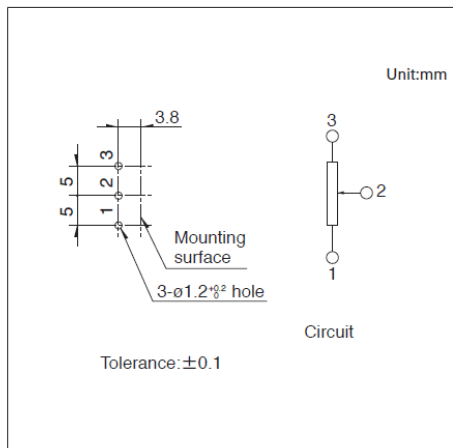 Unit:mm
3.8
3
3
5
2
2
5
1
Mounting
surface
1
3-ø1.2+0.2 0 hole
Circuit
Tolerance:±0.1